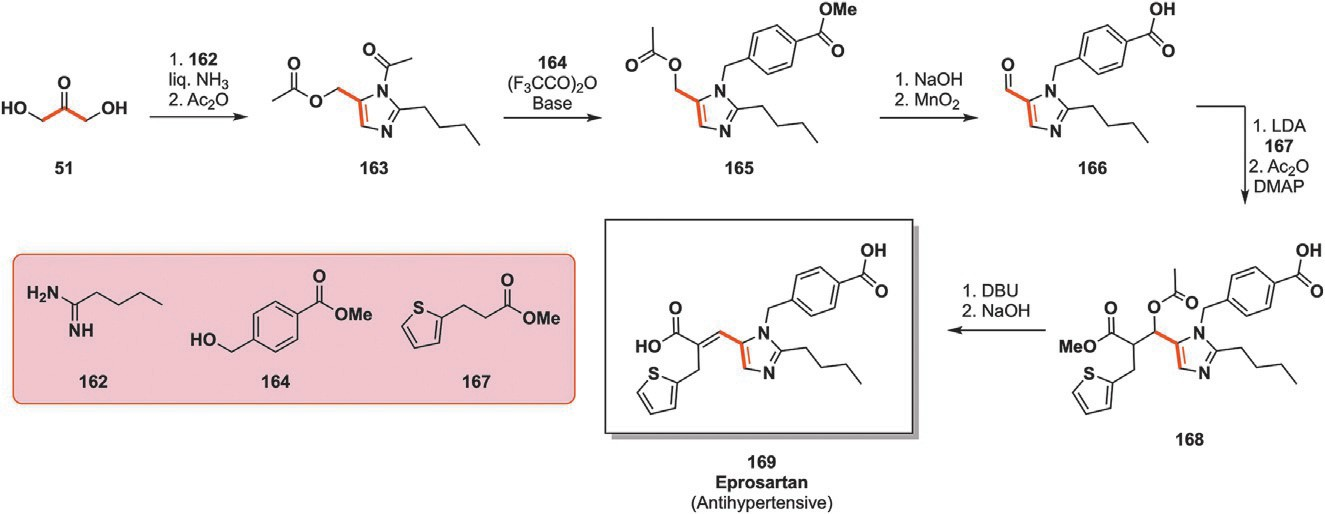 HO
O
OH
51
1. 162
liq. NH3
2. Ac2O
O
O
O
N
N
163
164
(F3CCO)2O
Base
O
O
N
N
OMe
O
165
1. NaOH
2. MnO2
O
N
N
OH
O
166
1. LDA
167
2. Ac2O
DMAP
H2N
NH
162
HO
O
OMe
164
S
O
OMe
167
O
HO
S
N
N
OH
O
169
Eprosartan
(Antihypertensive)
1. DBU
2. NaOH
O
MeO
S
O
O
N
N
OH
O
168